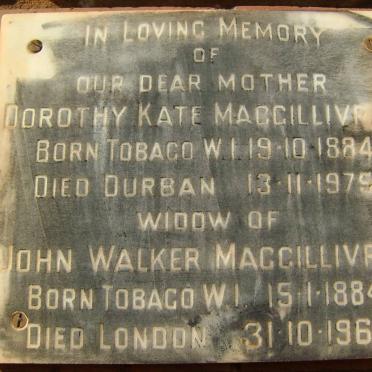 IN LOVING MEMORY
OF
OUR DEAR MOTHER
DOROTHY KATE MACGILLIVR
BORN TOBAGO W.I. 19·10·1884
DIED DURBAN 13·11·1979
WIDOW OF
JOHN WALKER MACGILLIVR
BORN TOBAGO W.I. 15·1·1884
DIED LONDON 31·10·196